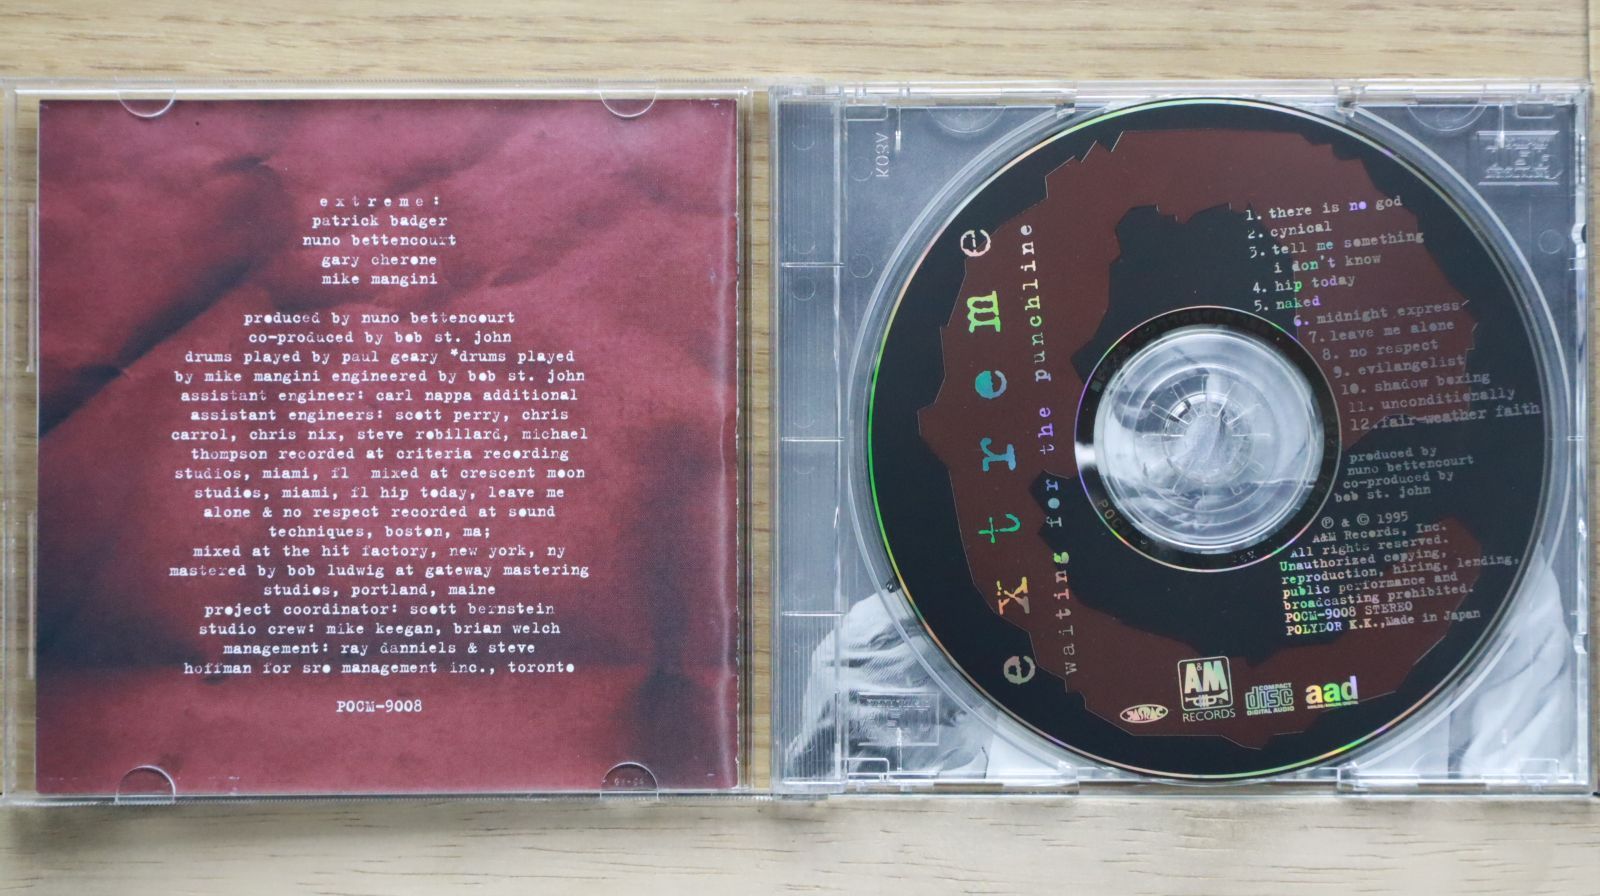 extreme:
patrick badger
nuno bettencourt
gary cherone
mike mangini
produced by nuno bettencourt
co-produced by bob st. john
drums played by paul geary *drums played
by mike mangini engineered by bob st. john
assistant engineer: carl nappa additional
assistant engineers: scott perry, chris
carrol, chris nix, steve robillard, michael
thompson recorded at criteria recording
studios, miami, fl mixed at crescent moon
studios, miami, fl hip today, leave me
alone & no respect recorded at sound
techniques, boston, ma;
mixed at the hit factory, new york, ny
mastered by bob ludwig at gateway mastering
studios, portland, maine
project coordinator: scott bernstein
studio crew: mike keegan, brian welch
management: ray danniels & steve
hoffman for sro management inc., toronto
POCM-9008
KO3V
extreme
waiting for the punchline
1. there is no god
2. cynical
3. tell me something
i don't know
4. hip today
5. naked
6. midnight express
7. leave me alone
8. no respect
9. evilangelist
10. shadow boxing
11. unconditionally
12. fair-weather faith
produced by
nuno bettencourt
co-produced by
bob st. john
℗ & © 1995
A&M Records, Inc.
All rights reserved.
Unauthorized copying,
reproduction, hiring, lending,
public performance and
broadcasting prohibited.
POCM-9008 STEREO
POLYDOR K.K., Made in Japan
A&M
RECORDS
COMPACT
disc
DIGITAL AUDIO
aad